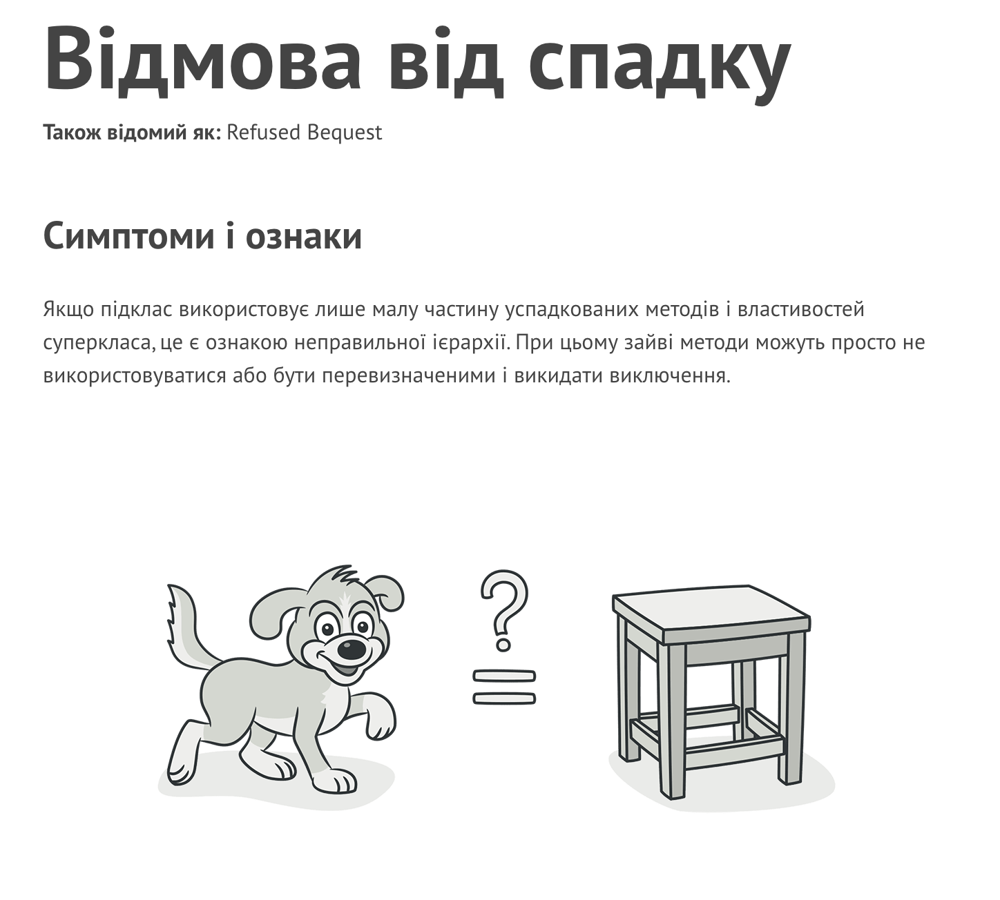 Відмова від спадку
Також відомий як: Refused Bequest
Симптоми і ознаки
Якщо підклас використовує лише малу частину успадкованих методів і властивостей
суперкласа, це є ознакою неправильної ієрархії. При цьому зайві методи можуть просто не
використовуватися або бути перевизначеними і викидати виключення.
?
=